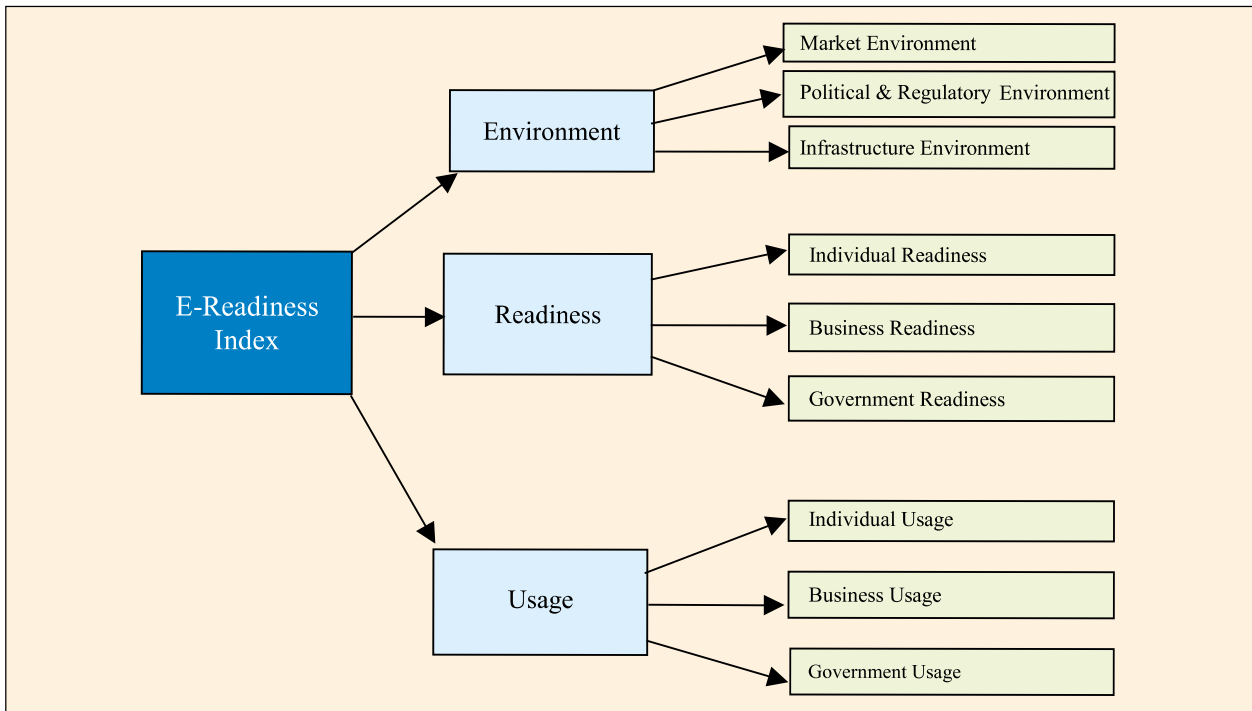 Market Environment
Political & Regulatory Environment
Environment
Infrastructure Environment
Individual Readiness
E-Readiness
Index
Readiness
Business Readiness
Government Readiness
Individual Usage
Usage
Business Usage
Government Usage